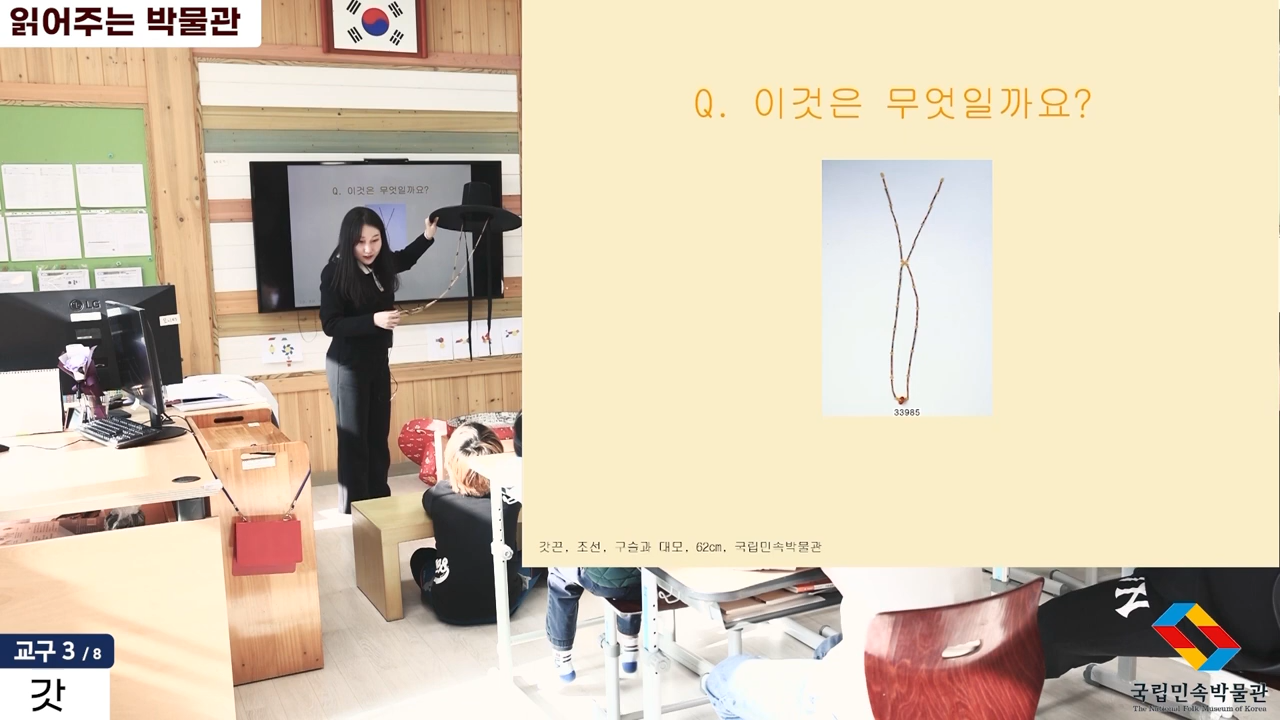 읽어주는 박물관
Q. 이것은 무엇일까요?
Q. 이것은 무엇일까요?
LG
33985
갓끈, 조선, 구슬과 대모, 62cm, 국립민속박물관
교구 3 / 8
갓
국립민속박물관
The National Folk Museum of Korea